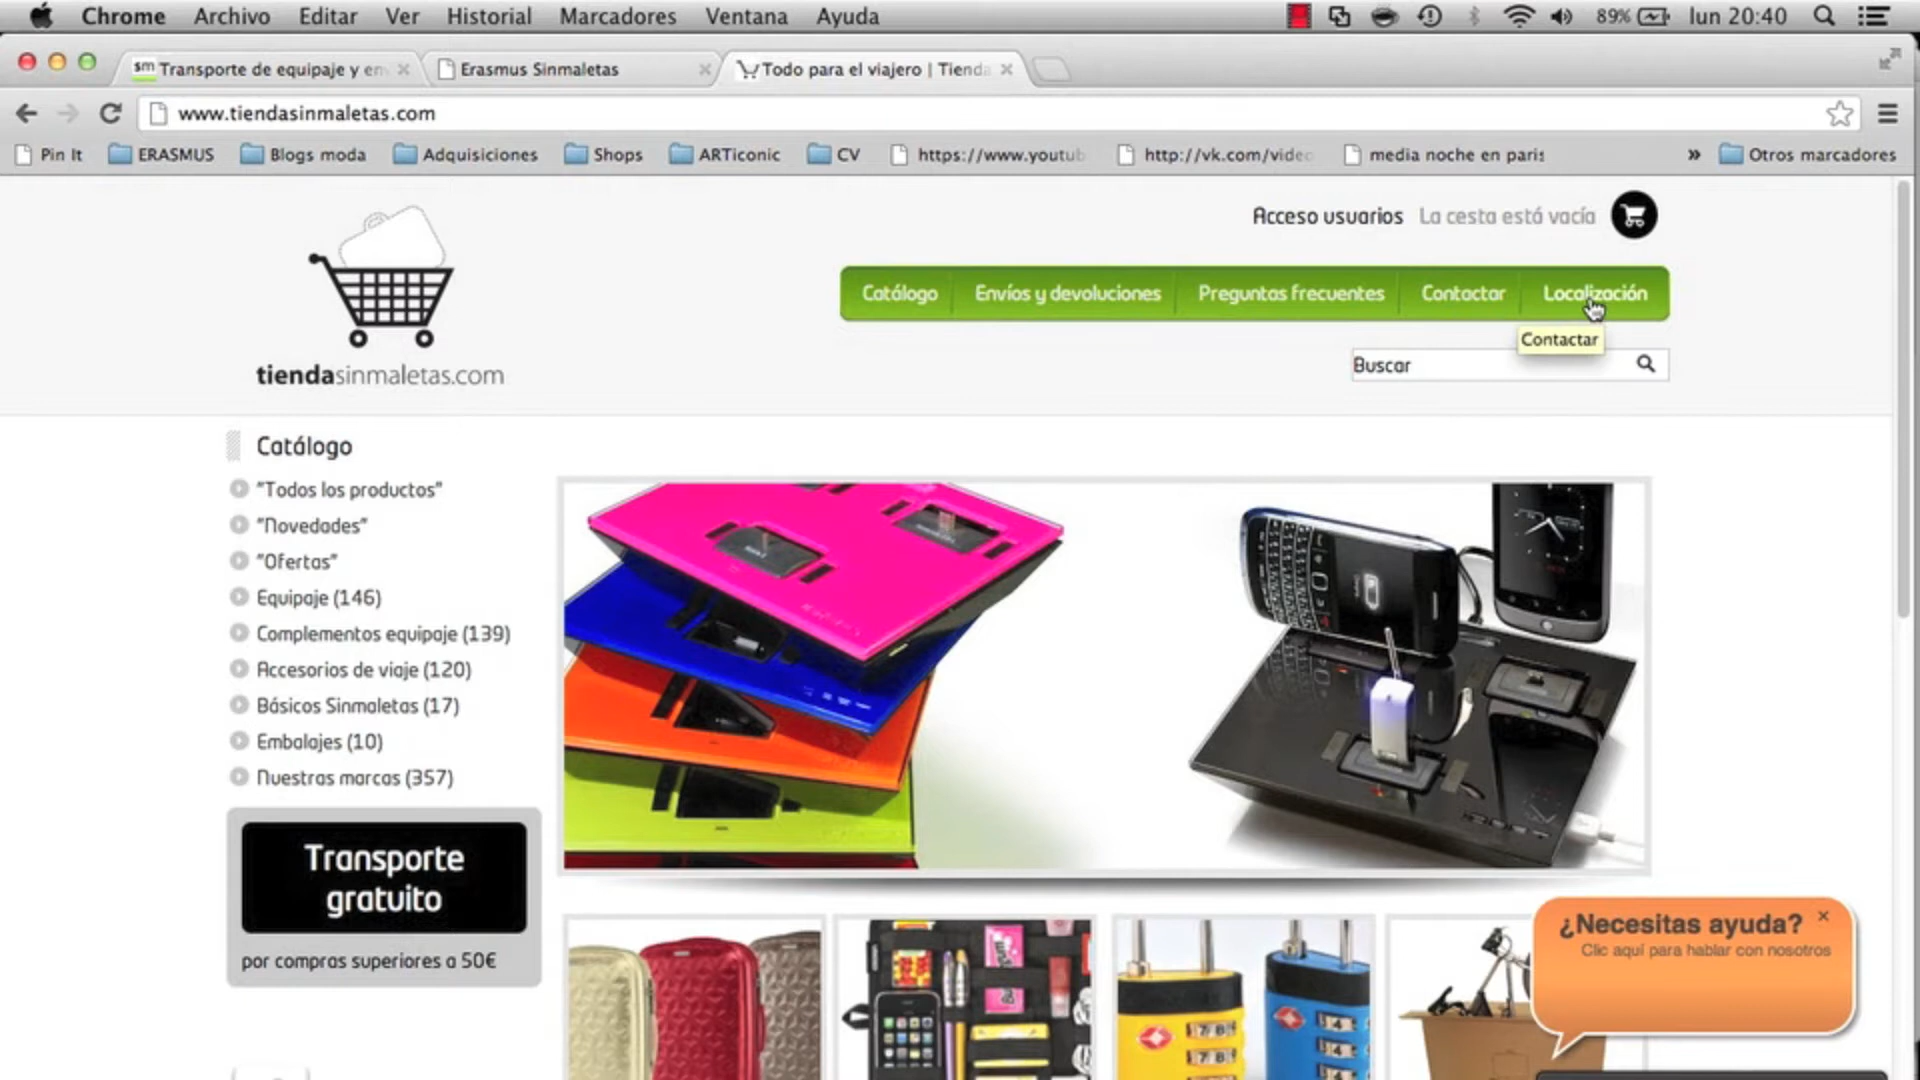 Chrome Archivo Editar Ver Historial Marcadores Ventana Ayuda 89% lun 20:40
sm Transporte de equipaje y en Erasmus Sinmaletas Todo para el viajero | Tienda
www.tiendasinmaletas.com
Pin It ERASMUS Blogs moda Adquisiciones Shops ARTiconic CV https://www.youtub http://vk.com/video media noche en paris » Otros marcadores
Acceso usuarios La cesta está vacía
Catálogo Envíos y devoluciones Preguntas frecuentes Contactar Localización
Contactar
Buscar
tiendasinmaletas.com
Catálogo
"Todos los productos"
"Novedades"
"Ofertas"
Equipaje (146)
Complementos equipaje (139)
Accesorios de viaje (120)
Básicos Sinmaletas (17)
Embalajes (10)
Nuestras marcas (357)
Transporte
gratuito
por compras superiores a 50€
¿Necesitas ayuda?
Clic aquí para hablar con nosotros